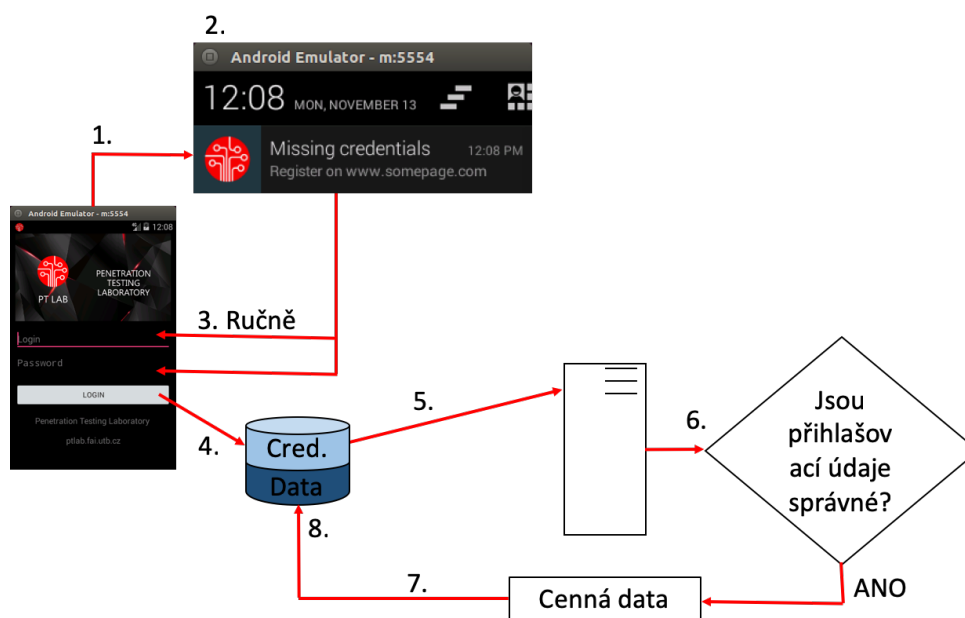 2.
Android Emulator - m:5554
12:08 MON, NOVEMBER 13
Missing credentials 12:08 PM
Register on www.somepage.com
1.
Android Emulator - m:5554
12:08
PENETRATION
TESTING
LABORATORY
PT LAB
3. Ručně
Login
Password
LOGIN
Penetration Testing Laboratory
ptlab.fai.utb.cz
4.
Cred.
Data
5.
6.
Jsou
přihlašov
ací údaje
správné?
ANO
Cenná data
7.
8.